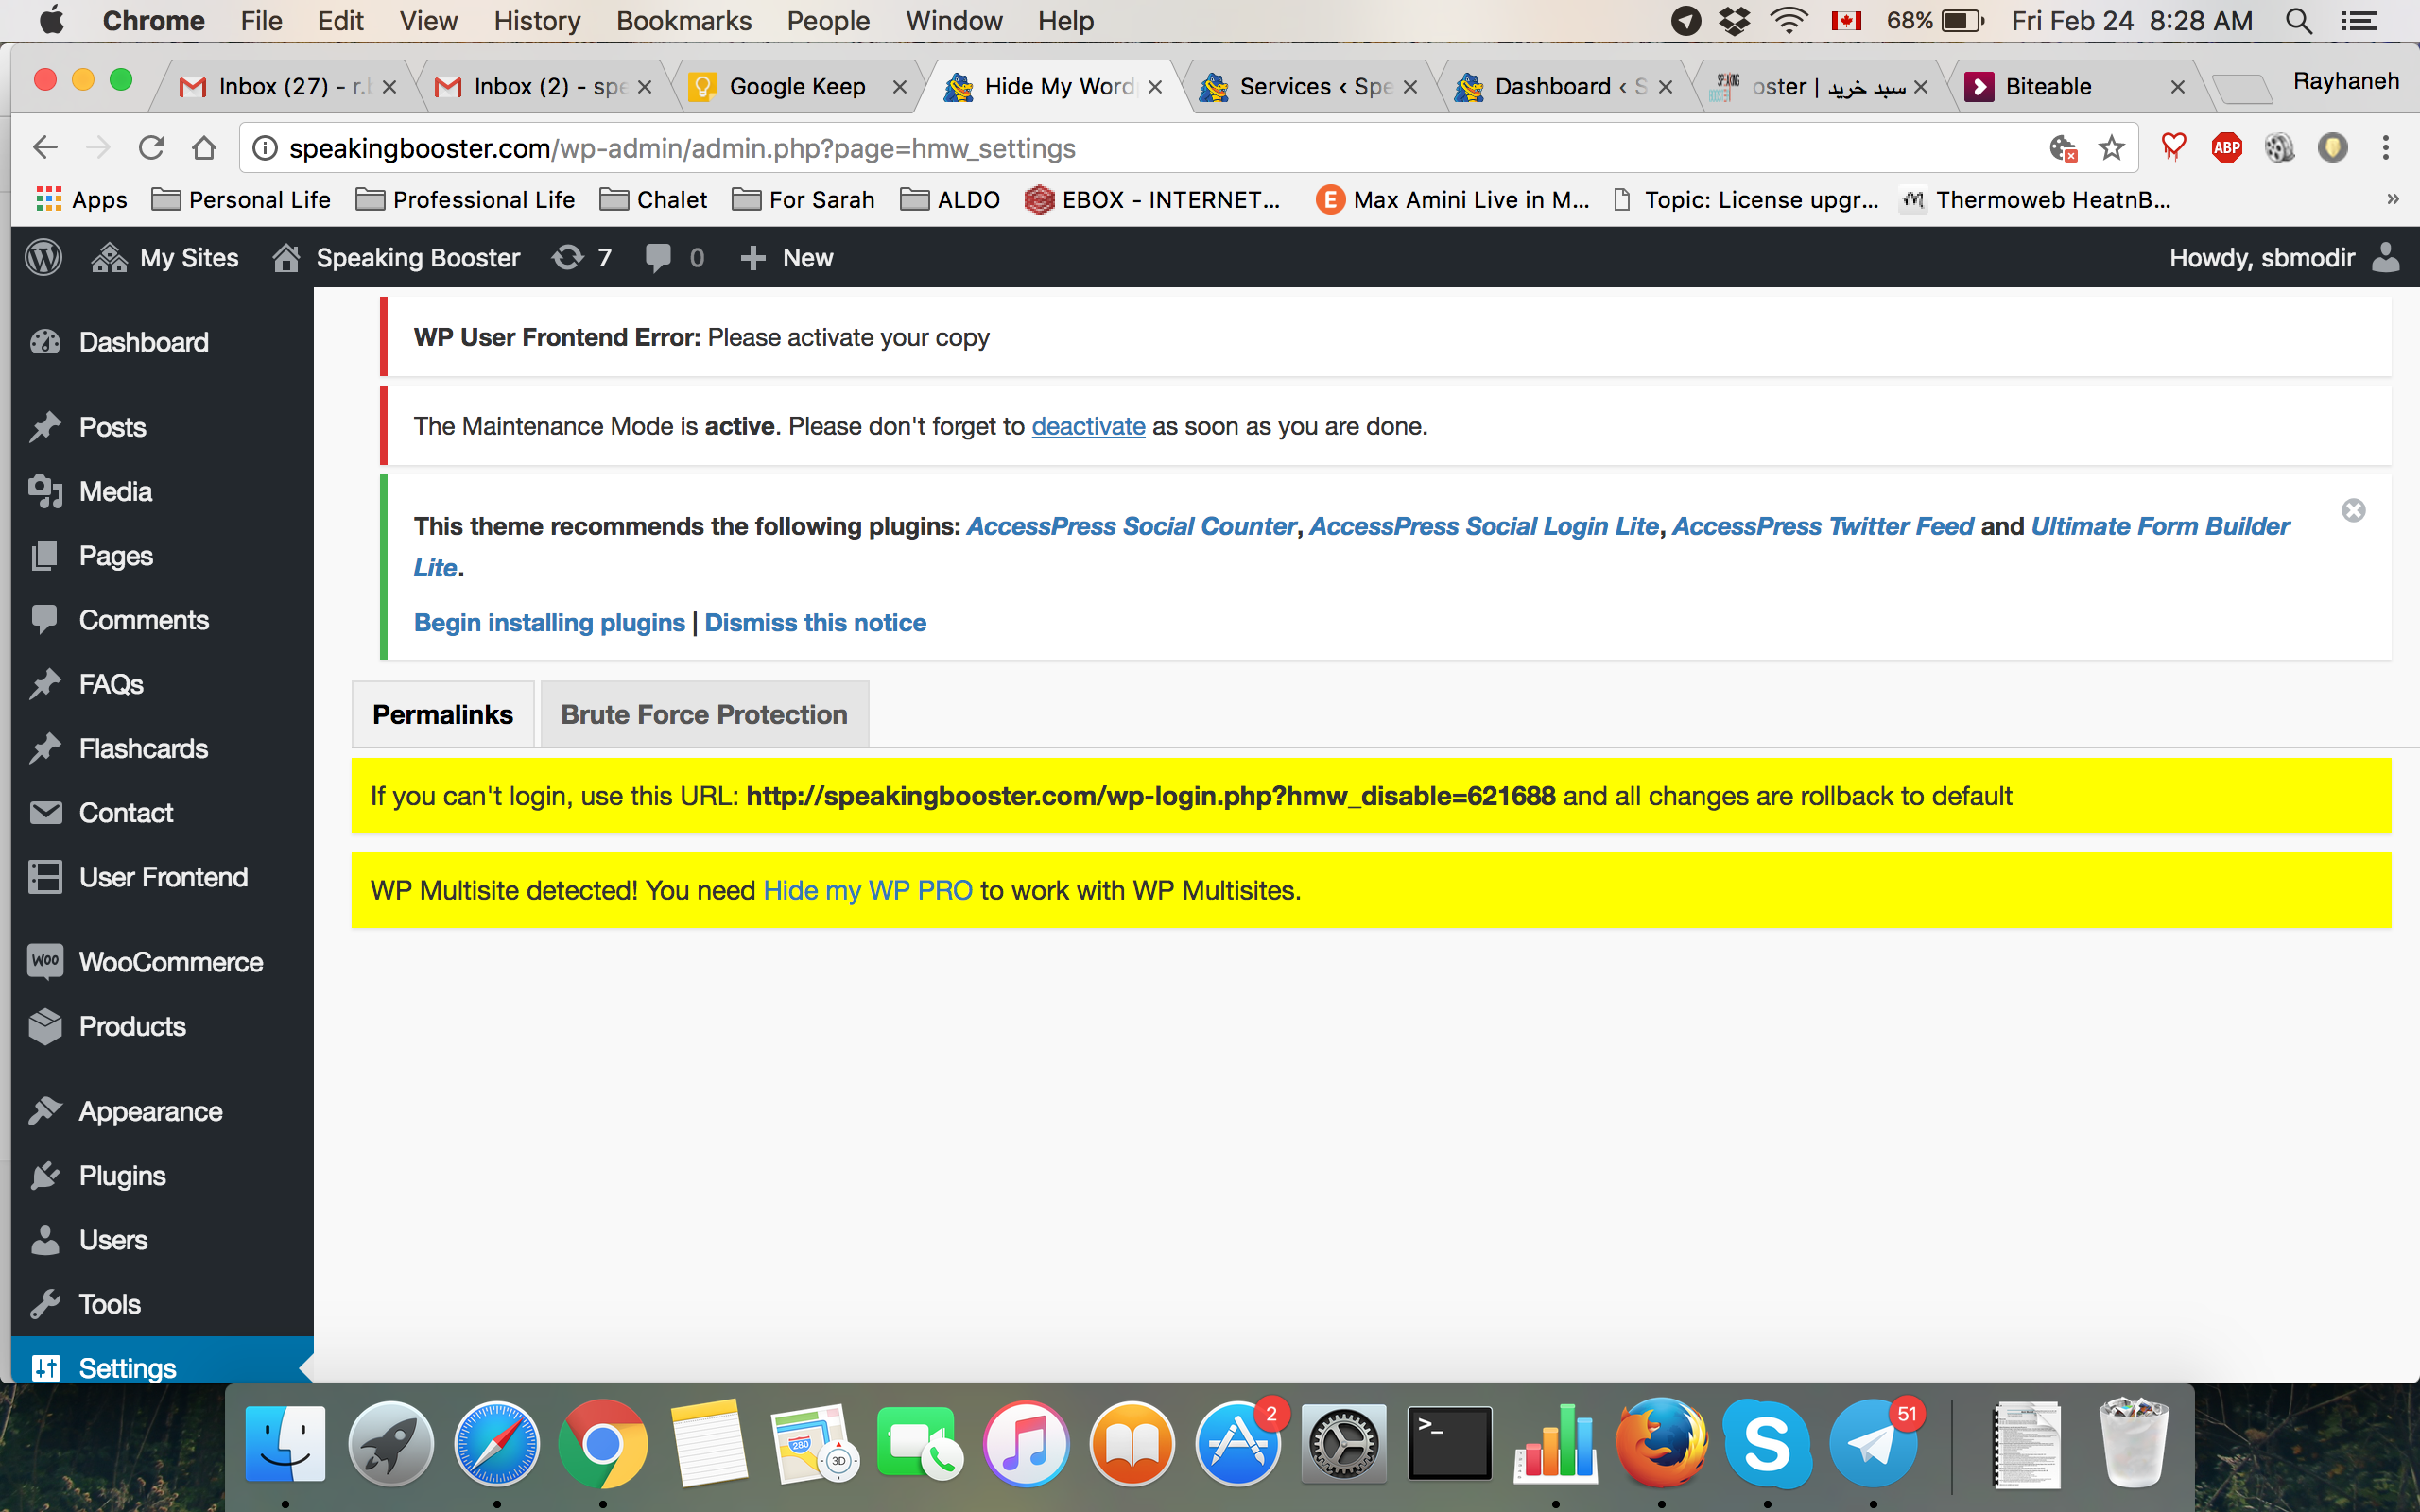 Chrome File Edit View History Bookmarks People Window Help 68% Fri Feb 24 8:28 AM
Inbox (27) - r.b Inbox (2) - spe Google Keep Hide My Word Services ‹ Spe Dashboard ‹ S oster | سبد خرید Biteable Rayhaneh
speakingbooster.com/wp-admin/admin.php?page=hmw_settings ABP
Apps Personal Life Professional Life Chalet For Sarah ALDO EBOX - INTERNET... E Max Amini Live in M... Topic: License upgr... Thermoweb HeatnB... »
My Sites Speaking Booster 7 0 New Howdy, sbmodir
Dashboard
Posts
Media
Pages
Comments
FAQs
Flashcards
Contact
User Frontend
WOO WooCommerce
Products
Appearance
Plugins
Users
Tools
Settings
WP User Frontend Error: Please activate your copy
The Maintenance Mode is active. Please don't forget to deactivate as soon as you are done.
This theme recommends the following plugins: AccessPress Social Counter, AccessPress Social Login Lite, AccessPress Twitter Feed and Ultimate Form Builder
Lite.
Begin installing plugins | Dismiss this notice
Permalinks Brute Force Protection
If you can't login, use this URL: http://speakingbooster.com/wp-login.php?hmw_disable=621688 and all changes are rollback to default
WP Multisite detected! You need Hide my WP PRO to work with WP Multisites.
280 3D 2 >_ S 51